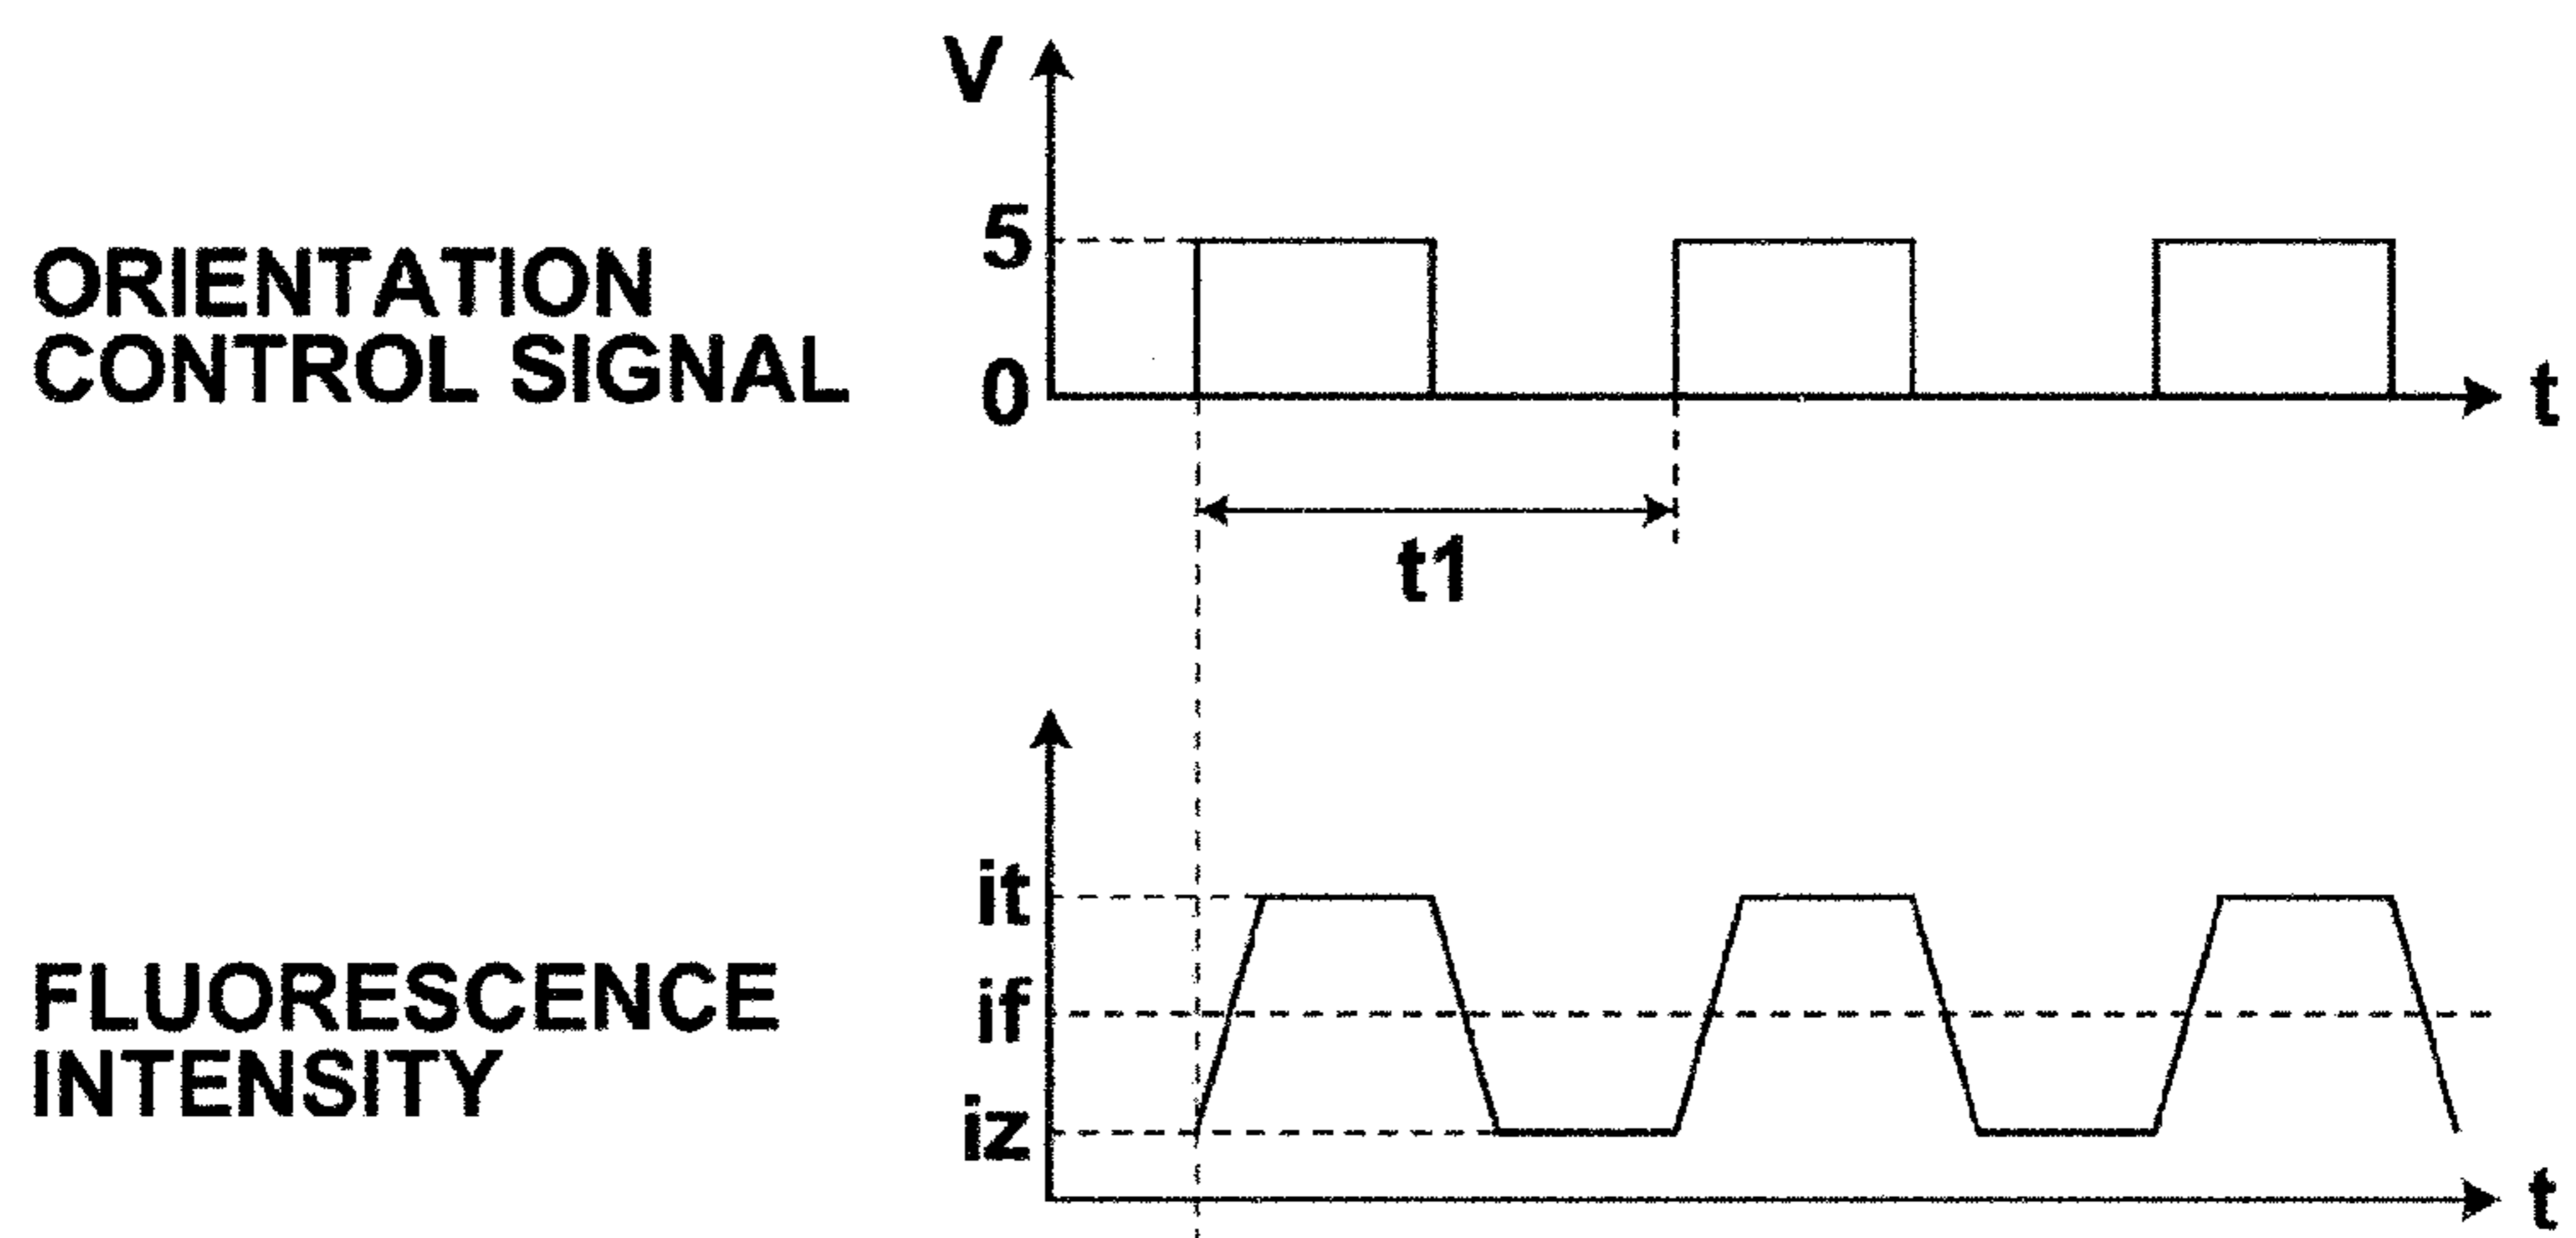 V
5
ORIENTATION
CONTROL SIGNAL
0
t
t1
it
if
FLUORESCENCE
INTENSITY
iz
t